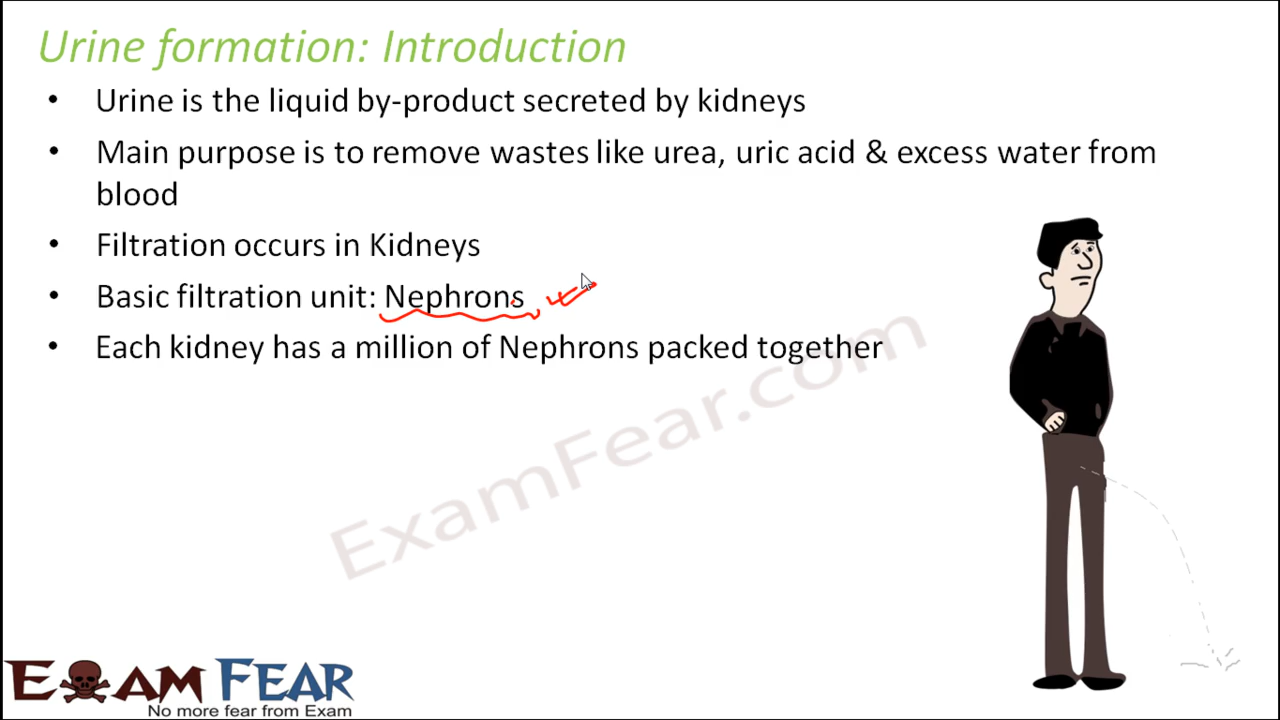 Urine formation: Introduction
• Urine is the liquid by-product secreted by kidneys
• Main purpose is to remove wastes like urea, uric acid & excess water from
blood
• Filtration occurs in Kidneys
• Basic filtration unit: Nephrons
• Each kidney has a million of Nephrons packed together
ExamFear.com
EXAM FEAR
No more fear from Exam